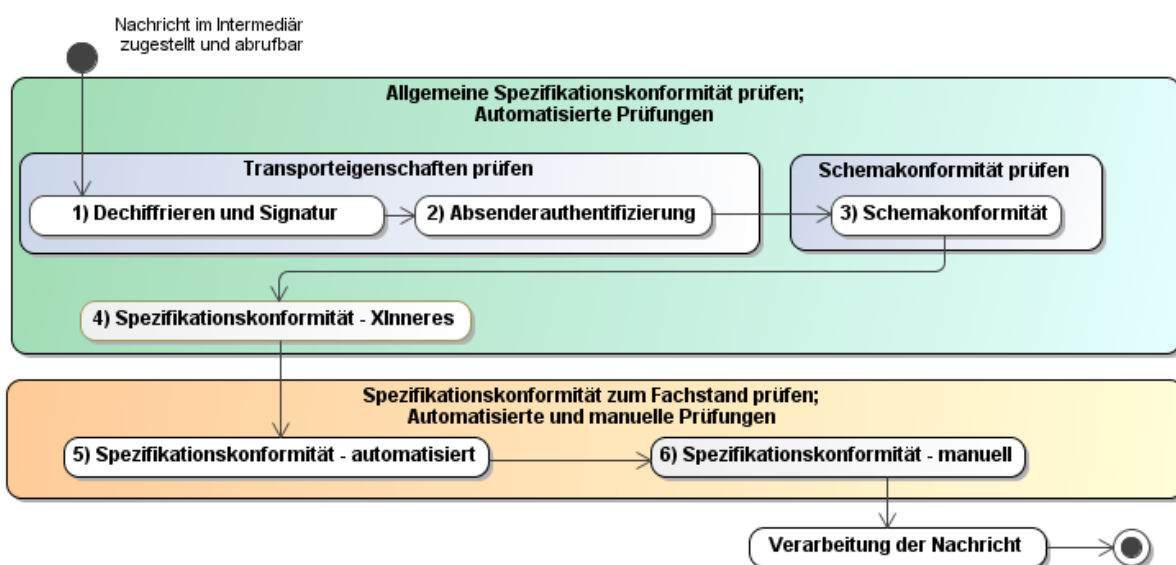 Nachricht im Intermediär
zugestellt und abrufbar
Allgemeine Spezifikationskonformität prüfen;
Automatisierte Prüfungen
Transporteigenschaften prüfen
Schemakonformität prüfen
1) Dechiffrieren und Signatur
2) Absenderauthentifizierung
3) Schemakonformität
4) Spezifikationskonformität - XInneres
Spezifikationskonformität zum Fachstand prüfen;
Automatisierte und manuelle Prüfungen
5) Spezifikationskonformität - automatisiert
6) Spezifikationskonformität - manuell
Verarbeitung der Nachricht